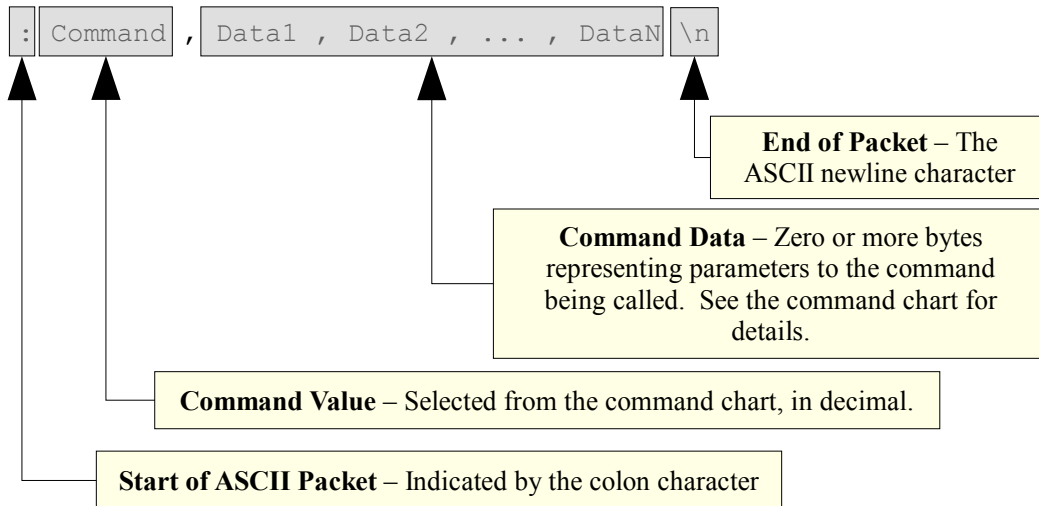 : Command , Data1 , Data2 , ... , DataN \n
End of Packet – The
ASCII newline character
Command Data – Zero or more bytes
representing parameters to the command
being called. See the command chart for
details.
Command Value – Selected from the command chart, in decimal.
Start of ASCII Packet – Indicated by the colon character